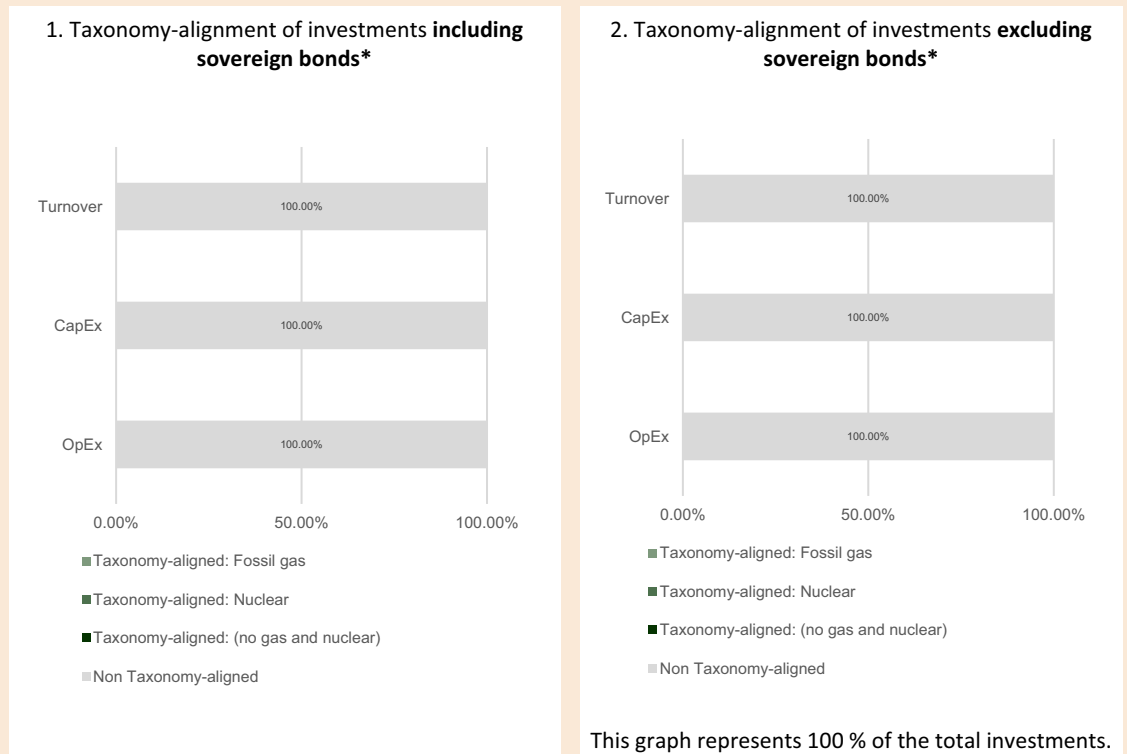 1. Taxonomy-alignment of investments including
sovereign bonds*
Turnover
100.00%
CapEx
100.00%
OpEx
100.00%
0.00% 50.00% 100.00%
Taxonomy-aligned: Fossil gas
Taxonomy-aligned: Nuclear
Taxonomy-aligned: (no gas and nuclear)
Non Taxonomy-aligned
2. Taxonomy-alignment of investments excluding
sovereign bonds*
Turnover
100.00%
CapEx
100.00%
OpEx
100.00%
0.00% 50.00% 100.00%
Taxonomy-aligned: Fossil gas
Taxonomy-aligned: Nuclear
Taxonomy-aligned: (no gas and nuclear)
Non Taxonomy-aligned
This graph represents 100 % of the total investments.